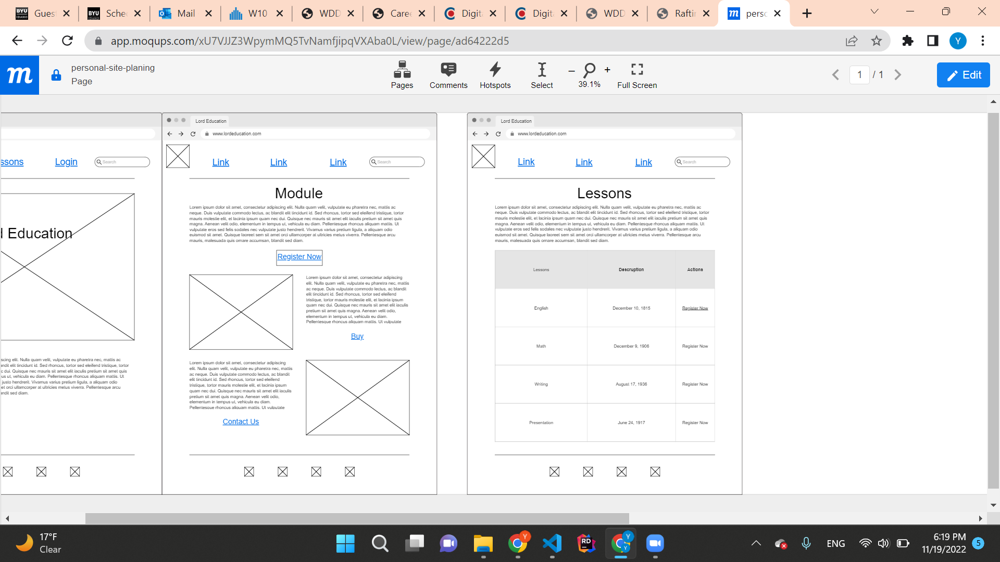 Gues
Sche
Mail
W10
WDD
Caree
Digit
Digit
WDD
Raftin
perso
app.moqups.com/xU7VJJZ3WpymMQ5TvNamfjipqVXAba0L/view/page/ad64222d5
Y
m
personal-site-planing
Page
Pages
Comments
Hotspots
Select
39.1%
Full Screen
1 / 1
Edit
ssons
Login
Search
d Education
scing elit. Nulla quam velit, vulputate eu pharetra nec, mattis ac
andit elit tincidunt id. Sed rhoncus, tortor sed eleifend tristique, tortor
c dui. Quisque nec mauris sit amet elit iaculis pretium sit amet quis
us ut, vehicula eu diam. Pellentesque rhoncus aliquam mattis. Ut
justo hendrerit. Vivamus varius pretium ligula, a aliquam odio
et orci ullamcorper at ultricies metus viverra. Pellentesque arcu
andit sed diam.
Lord Education
www.lordeducation.com
Link
Link
Link
Search
Module
Lorem ipsum dolor sit amet, consectetur adipiscing elit. Nulla quam velit, vulputate eu pharetra nec, mattis ac
neque. Duis vulputate commodo lectus, ac blandit elit tincidunt id. Sed rhoncus, tortor sed eleifend tristique, tortor
mauris molestie elit, et lacinia ipsum quam nec dui. Quisque nec mauris sit amet elit iaculis pretium sit amet quis
magna. Aenean velit odio, elementum in tempus ut, vehicula eu diam. Pellentesque rhoncus aliquam mattis. Ut
vulputate eros sed felis sodales nec vulputate justo hendrerit. Vivamus varius pretium ligula, a aliquam odio
euismod sit amet. Quisque laoreet sem sit amet orci ullamcorper at ultricies metus viverra. Pellentesque arcu
mauris, malesuada quis ornare accumsan, blandit sed diam.
Register Now
Lorem ipsum dolor sit amet, consectetur adipiscing
elit. Nulla quam velit, vulputate eu pharetra nec, mattis
ac neque. Duis vulputate commodo lectus, ac blandit
elit tincidunt id. Sed rhoncus, tortor sed eleifend
tristique, tortor mauris molestie elit, et lacinia ipsum
quam nec dui. Quisque nec mauris sit amet elit iaculis
pretium sit amet quis magna. Aenean velit odio,
elementum in tempus ut, vehicula eu diam.
Pellentesque rhoncus aliquam mattis. Ut vulputate
Buy
Lorem ipsum dolor sit amet, consectetur adipiscing
elit. Nulla quam velit, vulputate eu pharetra nec, mattis
ac neque. Duis vulputate commodo lectus, ac blandit
elit tincidunt id. Sed rhoncus, tortor sed eleifend
tristique, tortor mauris molestie elit, et lacinia ipsum
quam nec dui. Quisque nec mauris sit amet elit iaculis
pretium sit amet quis magna. Aenean velit odio,
elementum in tempus ut, vehicula eu diam.
Pellentesque rhoncus aliquam mattis. Ut vulputate
Contact Us
Lord Education
www.lordeducation.com
Link
Link
Link
Search
Lessons
Lorem ipsum dolor sit amet, consectetur adipiscing elit. Nulla quam velit, vulputate eu pharetra nec, mattis ac
neque. Duis vulputate commodo lectus, ac blandit elit tincidunt id. Sed rhoncus, tortor sed eleifend tristique, tortor
mauris molestie elit, et lacinia ipsum quam nec dui. Quisque nec mauris sit amet elit iaculis pretium sit amet quis
magna. Aenean velit odio, elementum in tempus ut, vehicula eu diam. Pellentesque rhoncus aliquam mattis. Ut
vulputate eros sed felis sodales nec vulputate justo hendrerit. Vivamus varius pretium ligula, a aliquam odio
euismod sit amet. Quisque laoreet sem sit amet orci ullamcorper at ultricies metus viverra. Pellentesque arcu
mauris, malesuada quis ornare accumsan, blandit sed diam.
Lessons Descruption Actions
English December 10, 1815 Register Now
Math December 9, 1906 Register Now
Writing August 17, 1936 Register Now
Presentation June 24, 1917 Register Now
17°F
Clear
ENG
6:19 PM
11/19/2022
5